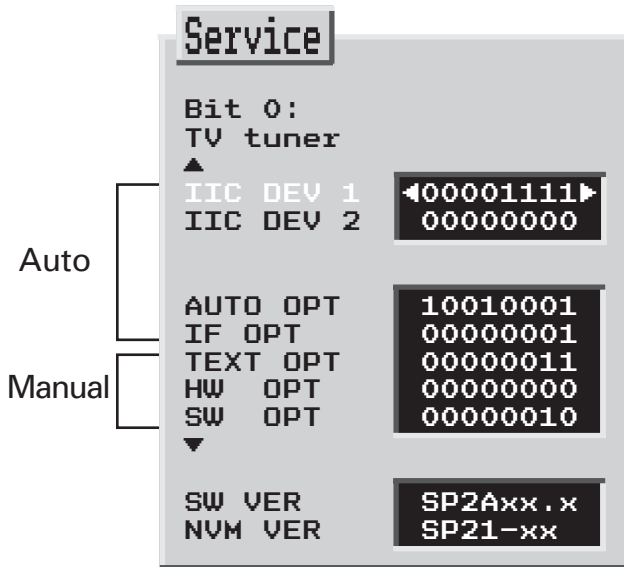 Service
Bit 0:
TV tuner
▲
IIC DEV 1 ◀00001111▶
IIC DEV 2 00000000
Auto
AUTO OPT 10010001
IF OPT 00000001
TEXT OPT 00000011
Manual
HW OPT 00000000
SW OPT 00000010
▼
SW VER SP2Axx.x
NVM VER SP21-xx